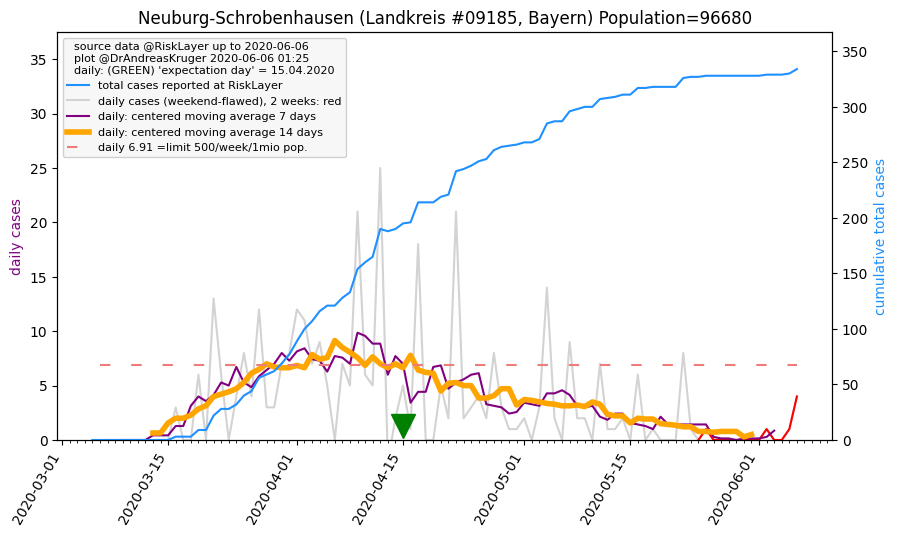 Neuburg-Schrobenhausen (Landkreis #09185, Bayern) Population=96680
source data @RiskLayer up to 2020-06-06
plot @DrAndreasKruger 2020-06-06 01:25
daily: (GREEN) 'expectation day' = 15.04.2020
total cases reported at RiskLayer
daily cases (weekend-flawed), 2 weeks: red
daily: centered moving average 7 days
daily: centered moving average 14 days
daily 6.91 =limit 500/week/1mio pop.
daily cases
35
30
25
20
15
10
5
0
cumulative total cases
350
300
250
200
150
100
50
0
2020-03-01
2020-03-15
2020-04-01
2020-04-15
2020-05-01
2020-05-15
2020-06-01